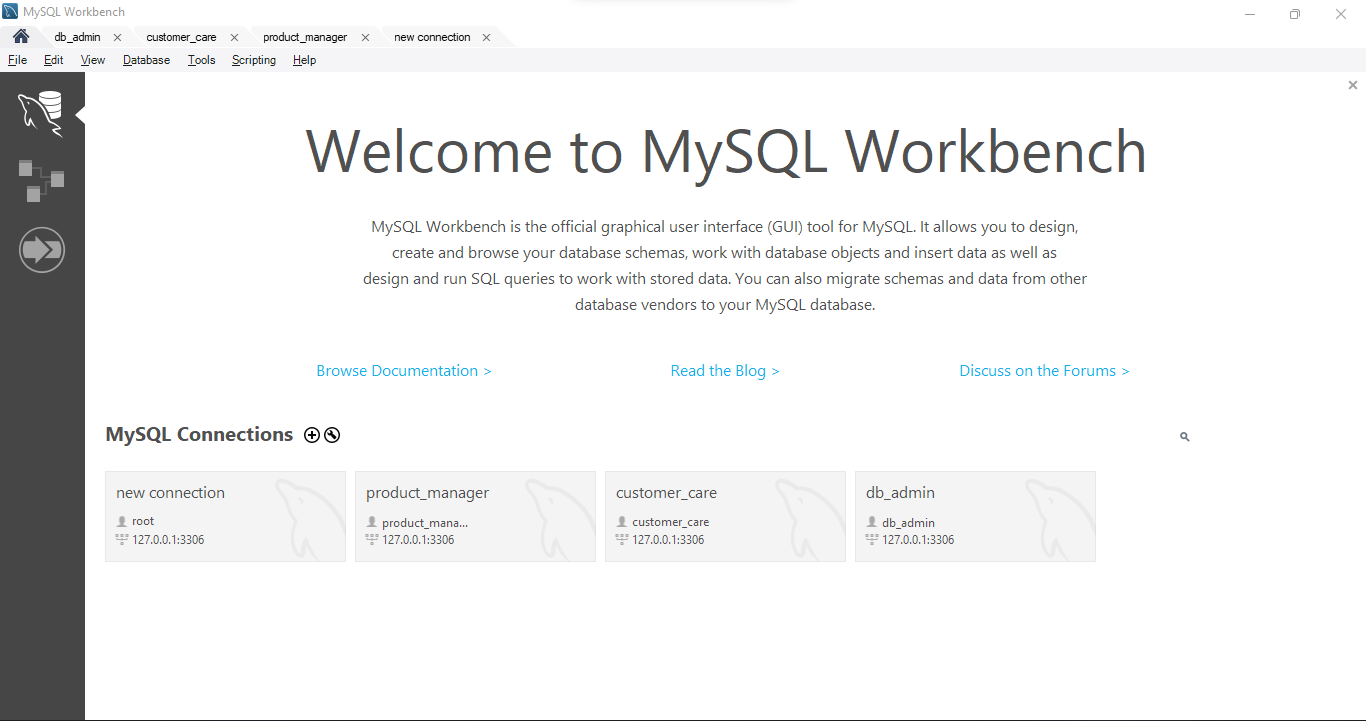 MySQL Workbench
db_admin customer_care product_manager new connection
File Edit View Database Tools Scripting Help
Welcome to MySQL Workbench
MySQL Workbench is the official graphical user interface (GUI) tool for MySQL. It allows you to design,
create and browse your database schemas, work with database objects and insert data as well as
design and run SQL queries to work with stored data. You can also migrate schemas and data from other
database vendors to your MySQL database.
Browse Documentation > Read the Blog > Discuss on the Forums >
MySQL Connections
new connection
root
127.0.0.1:3306
product_manager
product_mana...
127.0.0.1:3306
customer_care
customer_care
127.0.0.1:3306
db_admin
db_admin
127.0.0.1:3306